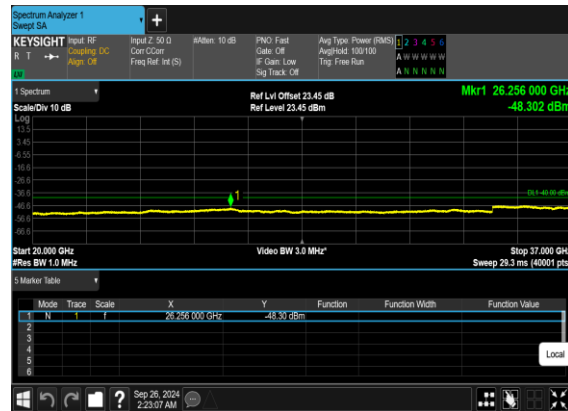 Spectrum Analyzer 1
Swept SA
+
KEYSIGHT Input: RF Input Z: 50 Ω #Atten: 10 dB PNO: Fast Avg Type: Power (RMS) 1 2 3 4 5 6
R T Coupling: DC Corr CCorr Gate: Off Avg|Hold: 100/100 A W W W W W
Align: Off Freq Ref: Int (S) IF Gain: Low Trig: Free Run
LXI Sig Track: Off A N N N N N
1 Spectrum Ref Lvl Offset 23.45 dB Mkr1 26.256 000 GHz
Scale/Div 10 dB Ref Level 23.45 dBm -48.302 dBm
Log
13.5
3.45
-6.55
-16.6
-26.6
-36.6 1 DL1 -40.00 dBm
-46.6
-56.6
-66.6
Start 20.000 GHz Video BW 3.0 MHz* Stop 37.000 GHz
#Res BW 1.0 MHz Sweep 29.3 ms (40001 pts)
5 Marker Table
Mode Trace Scale X Y Function Function Width Function Value
1 N 1 f 26.256 000 GHz -48.30 dBm
2
3
4
5
6
Local
? Sep 26, 2024
2:23:07 AM